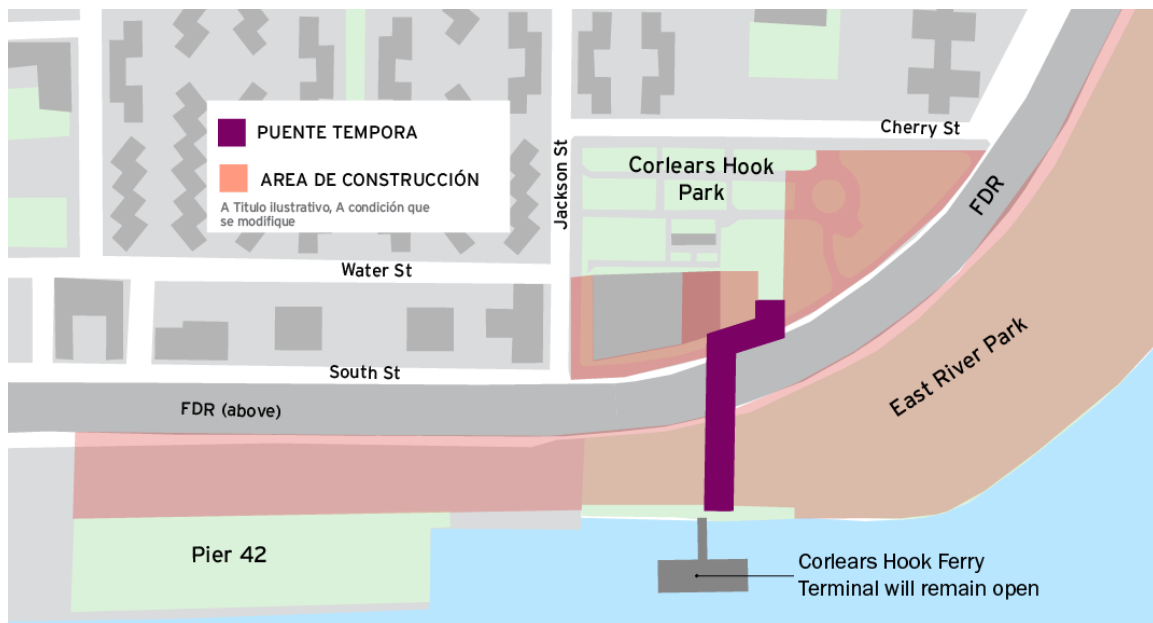 Cherry St
PUENTE TEMPORA
Jackson St
Corlears Hook
Park
AREA DE CONSTRUCCIÓN
A Titulo ilustrativo, A condición que
se modifique
FDR
Water St
South St
East River Park
FDR (above)
Pier 42
Corlears Hook Ferry
Terminal will remain open